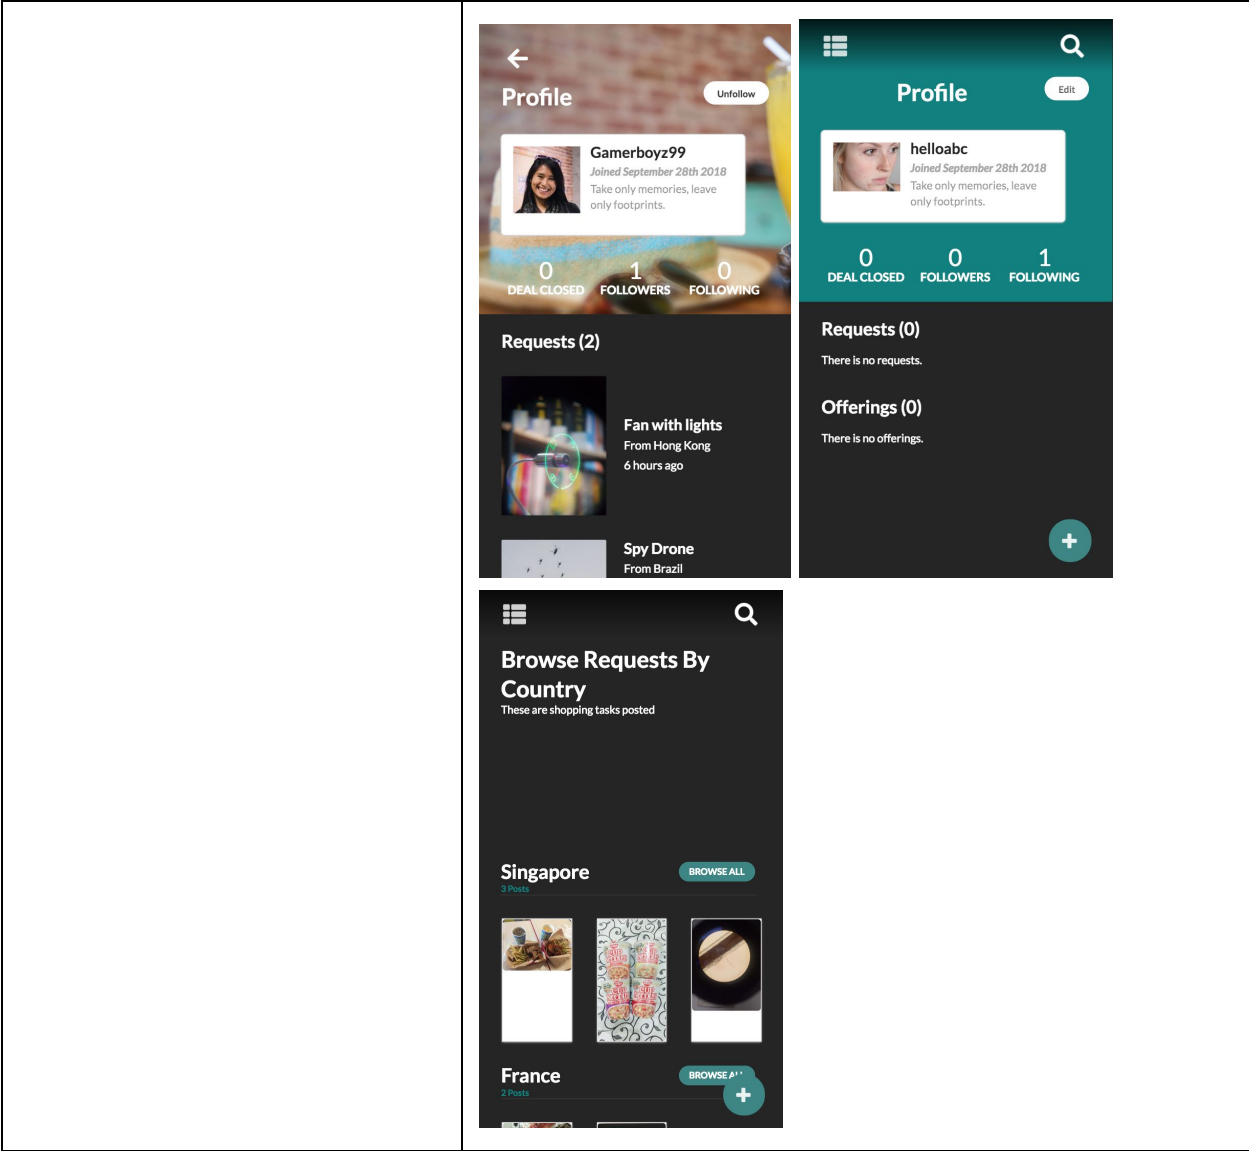 Profile
Unfollow
Gamerboyz99
Joined September 28th 2018
Take only memories, leave
only footprints.
0 1 0
DEAL CLOSED FOLLOWERS FOLLOWING
Requests (2)
Fan with lights
From Hong Kong
6 hours ago
Spy Drone
From Brazil
Profile
Edit
helloabc
Joined September 28th 2018
Take only memories, leave
only footprints.
0 0 1
DEAL CLOSED FOLLOWERS FOLLOWING
Requests (0)
There is no requests.
Offerings (0)
There is no offerings.
Browse Requests By
Country
These are shopping tasks posted
Singapore
BROWSE ALL
3 Posts
France
BROWSE
2 Posts